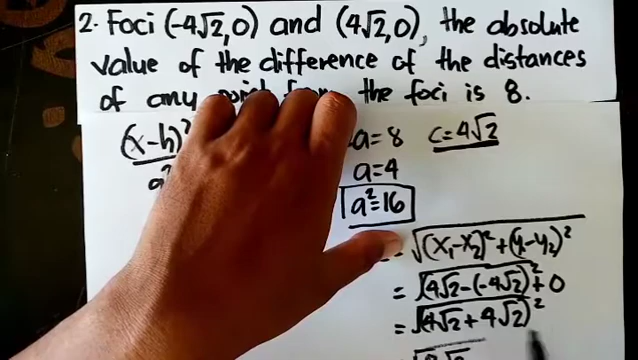 2. Foci (-4√2, 0) and (4√2, 0), the absolute
value of the difference of the distances
of any point from the foci is 8.
(x-h)²
a=8 c=4√2
a=4
a²=16
= √(x₁-x₂)²+(y₁-y₂)²
= √(4√2-(-4√2))²+0
= √(4√2+4√2)²